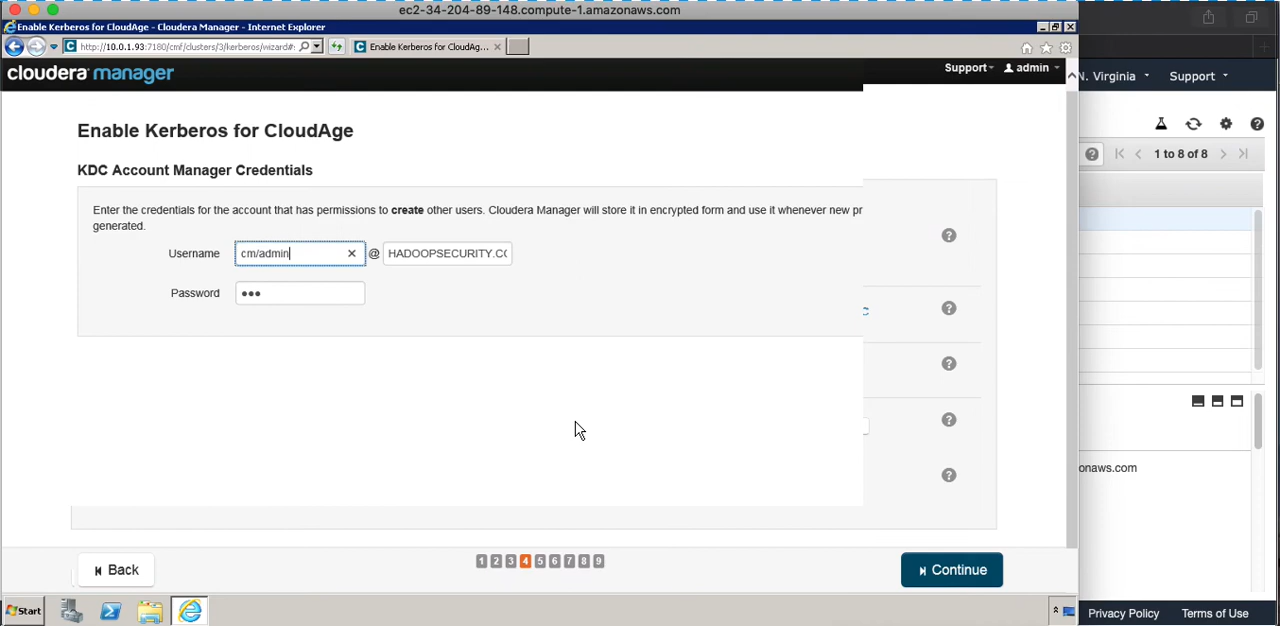 ec2-34-204-89-148.compute-1.amazonaws.com
Enable Kerberos for CloudAge - Cloudera Manager - Internet Explorer
http://10.0.1.93:7180/cmf/clusters/3/kerberos/wizard#
Enable Kerberos for CloudAg...
cloudera manager
Support
admin
N. Virginia
Support
Enable Kerberos for CloudAge
1 to 8 of 8
KDC Account Manager Credentials
Enter the credentials for the account that has permissions to create other users. Cloudera Manager will store it in encrypted form and use it whenever new pr
generated.
Username
cm/admin
@
HADOOPSECURITY.CO
Password
onaws.com
Back
1 2 3 4 5 6 7 8 9
Continue
Start
Privacy Policy
Terms of Use